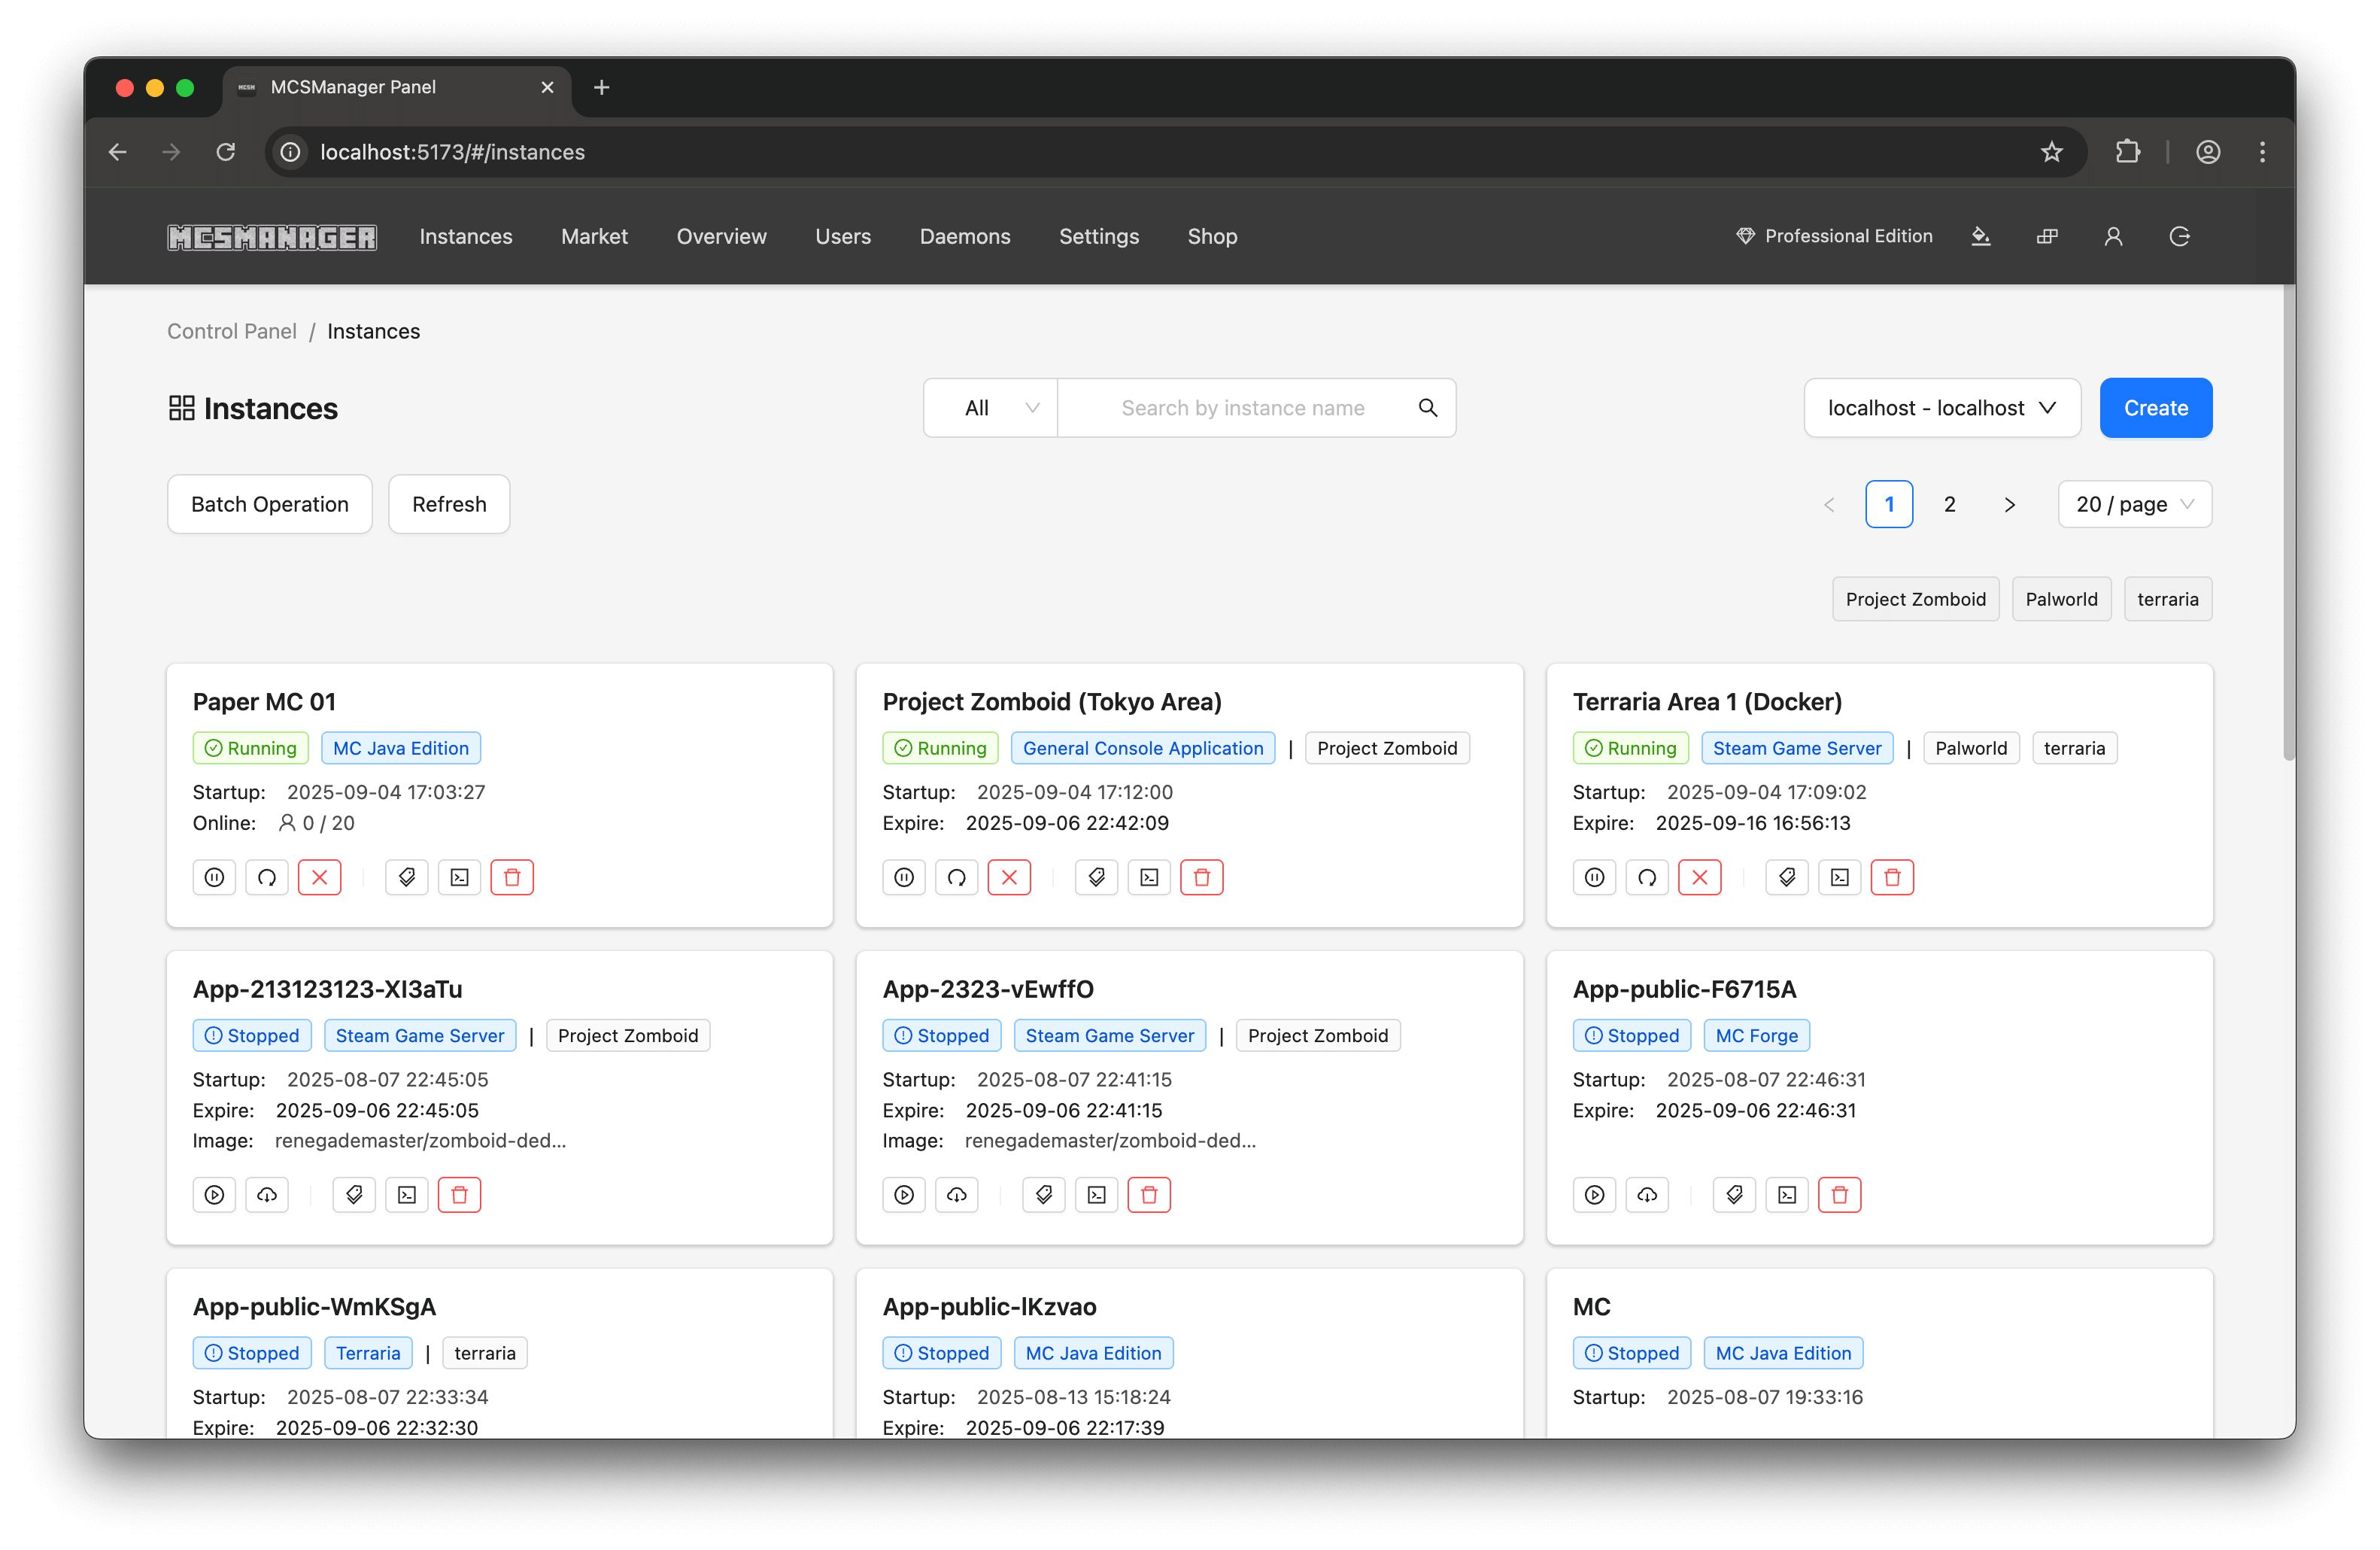 MCSManager Panel
localhost:5173/#/instances
MCSMANAGER Instances Market Overview Users Daemons Settings Shop Professional Edition
Control Panel / Instances
Instances All Search by instance name localhost - localhost Create
Batch Operation Refresh 1 2 20 / page
Project Zomboid Palworld terraria
Paper MC 01
Running MC Java Edition
Startup: 2025-09-04 17:03:27
Online: 0 / 20
Project Zomboid (Tokyo Area)
Running General Console Application | Project Zomboid
Startup: 2025-09-04 17:12:00
Expire: 2025-09-06 22:42:09
Terraria Area 1 (Docker)
Running Steam Game Server | Palworld terraria
Startup: 2025-09-04 17:09:02
Expire: 2025-09-16 16:56:13
App-213123123-XI3aTu
Stopped Steam Game Server | Project Zomboid
Startup: 2025-08-07 22:45:05
Expire: 2025-09-06 22:45:05
Image: renegademaster/zomboid-ded...
App-2323-vEwffO
Stopped Steam Game Server | Project Zomboid
Startup: 2025-08-07 22:41:15
Expire: 2025-09-06 22:41:15
Image: renegademaster/zomboid-ded...
App-public-F6715A
Stopped MC Forge
Startup: 2025-08-07 22:46:31
Expire: 2025-09-06 22:46:31
App-public-WmKSgA
Stopped Terraria | terraria
Startup: 2025-08-07 22:33:34
Expire: 2025-09-06 22:32:30
App-public-lKzvao
Stopped MC Java Edition
Startup: 2025-08-13 15:18:24
Expire: 2025-09-06 22:17:39
MC
Stopped MC Java Edition
Startup: 2025-08-07 19:33:16